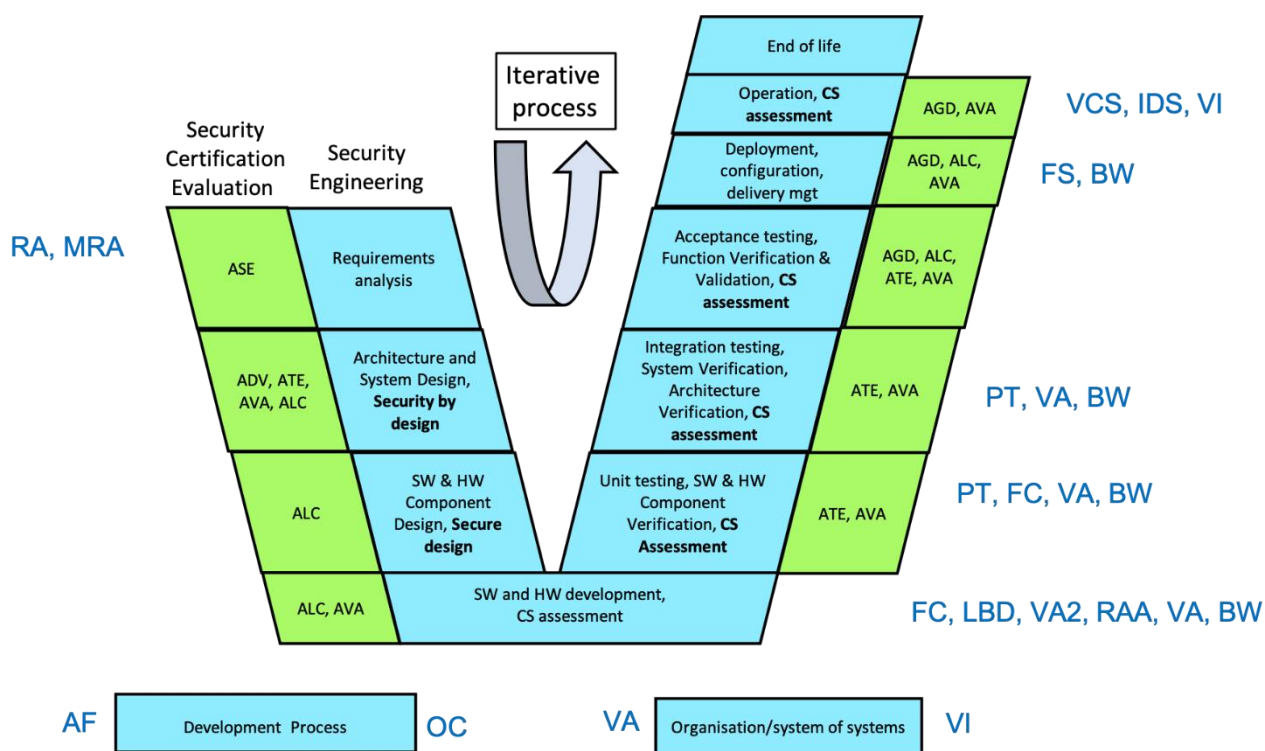 End of life
Iterative
process
Operation, CS
assessment
AGD, AVA
VCS, IDS, VI
Security
Certification
Evaluation
Security
Engineering
Deployment,
configuration,
delivery mgt
AGD, ALC,
AVA
FS, BW
RA, MRA
ASE
Requirements
analysis
Acceptance testing,
Function Verification &
Validation, CS
assessment
AGD, ALC,
ATE, AVA
ADV, ATE,
AVA, ALC
Architecture and
System Design,
Security by
design
Integration testing,
System Verification,
Architecture
Verification, CS
assessment
ATE, AVA
PT, VA, BW
ALC
SW & HW
Component
Design, Secure
design
Unit testing, SW & HW
Component
Verification, CS
Assessment
ATE, AVA
PT, FC, VA, BW
ALC, AVA
SW and HW development,
CS assessment
FC, LBD, VA2, RAA, VA, BW
AF
Development Process
OC
VA
Organisation/system of systems
VI